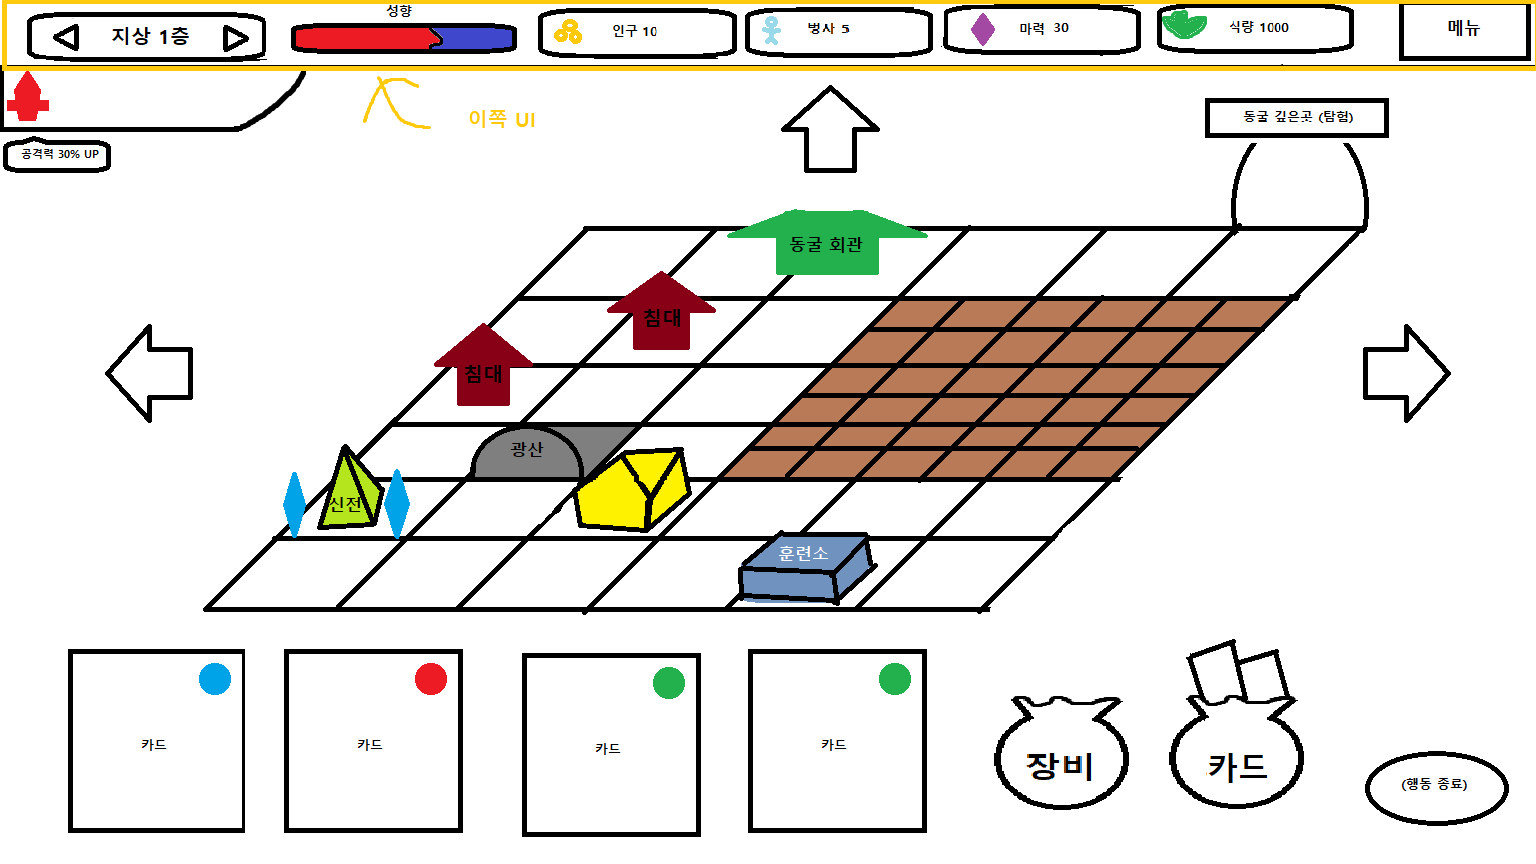 성향
지상 1층
인구 10
병사 5
마력 30
식량 1000
메뉴
이쪽 UI
동굴 깊은곳 (탐험)
공격력 30% UP
동굴 회관
침대
침대
광산
신전
훈련소
카드
카드
카드
카드
장비
카드
(행동 종료)